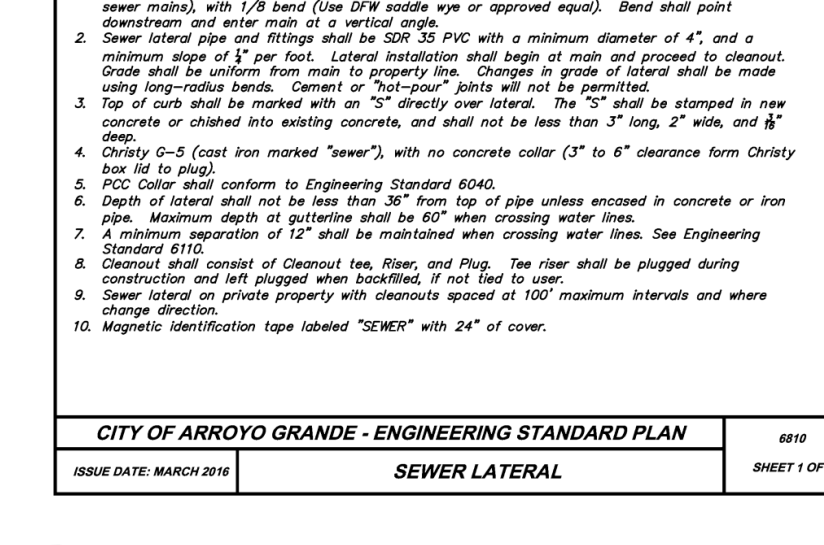 sewer mains), with 1/8 bend (Use DFW saddle wye or approved equal). Bend shall point
downstream and enter main at a vertical angle.
2. Sewer lateral pipe and fittings shall be SDR 35 PVC with a minimum diameter of 4", and a
minimum slope of ¼" per foot. Lateral installation shall begin at main and proceed to cleanout.
Grade shall be uniform from main to property line. Changes in grade of lateral shall be made
using long-radius bends. Cement or "hot-pour" joints will not be permitted.
3. Top of curb shall be marked with an "S" directly over lateral. The "S" shall be stamped in new
concrete or chished into existing concrete, and shall not be less than 3" long, 2" wide, and 3/16"
deep.
4. Christy G-5 (cast iron marked "sewer"), with no concrete collar (3" to 6" clearance form Christy
box lid to plug).
5. PCC Collar shall conform to Engineering Standard 6040.
6. Depth of lateral shall not be less than 36" from top of pipe unless encased in concrete or iron
pipe. Maximum depth at gutterline shall be 60" when crossing water lines.
7. A minimum separation of 12" shall be maintained when crossing water lines. See Engineering
Standard 6110.
8. Cleanout shall consist of Cleanout tee, Riser, and Plug. Tee riser shall be plugged during
construction and left plugged when backfilled, if not tied to user.
9. Sewer lateral on private property with cleanouts spaced at 100' maximum intervals and where
change direction.
10. Magnetic identification tape labeled "SEWER" with 24" of cover.
CITY OF ARROYO GRANDE - ENGINEERING STANDARD PLAN
6810
ISSUE DATE: MARCH 2016
SEWER LATERAL
SHEET 1 OF